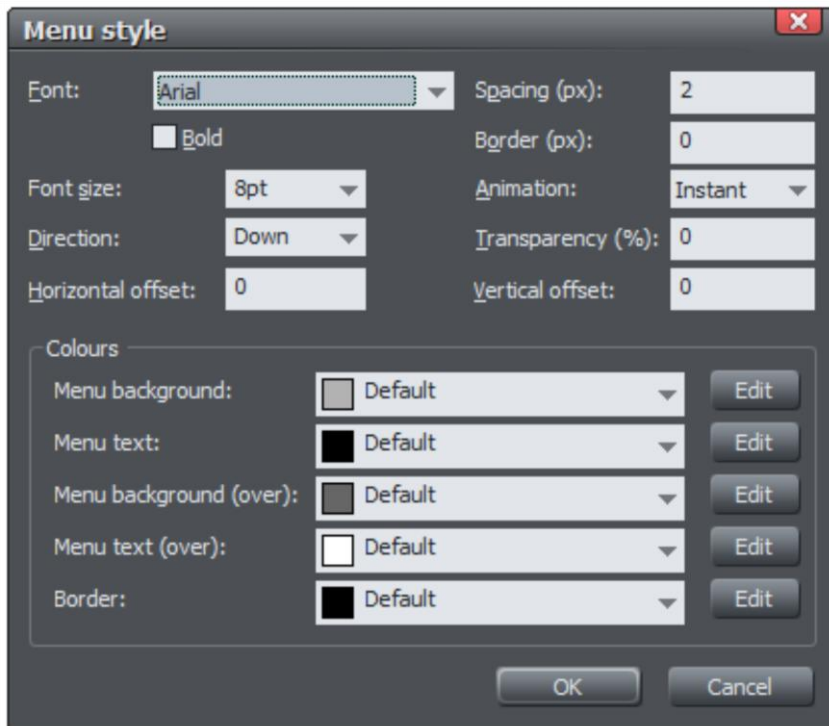 Menu style
Font: Arial Spacing (px): 2
Bold Border (px): 0
Font size: 8pt Animation: Instant
Direction: Down Transparency (%): 0
Horizontal offset: 0 Vertical offset: 0
Colours
Menu background: Default Edit
Menu text: Default Edit
Menu background (over): Default Edit
Menu text (over): Default Edit
Border: Default Edit
OK Cancel